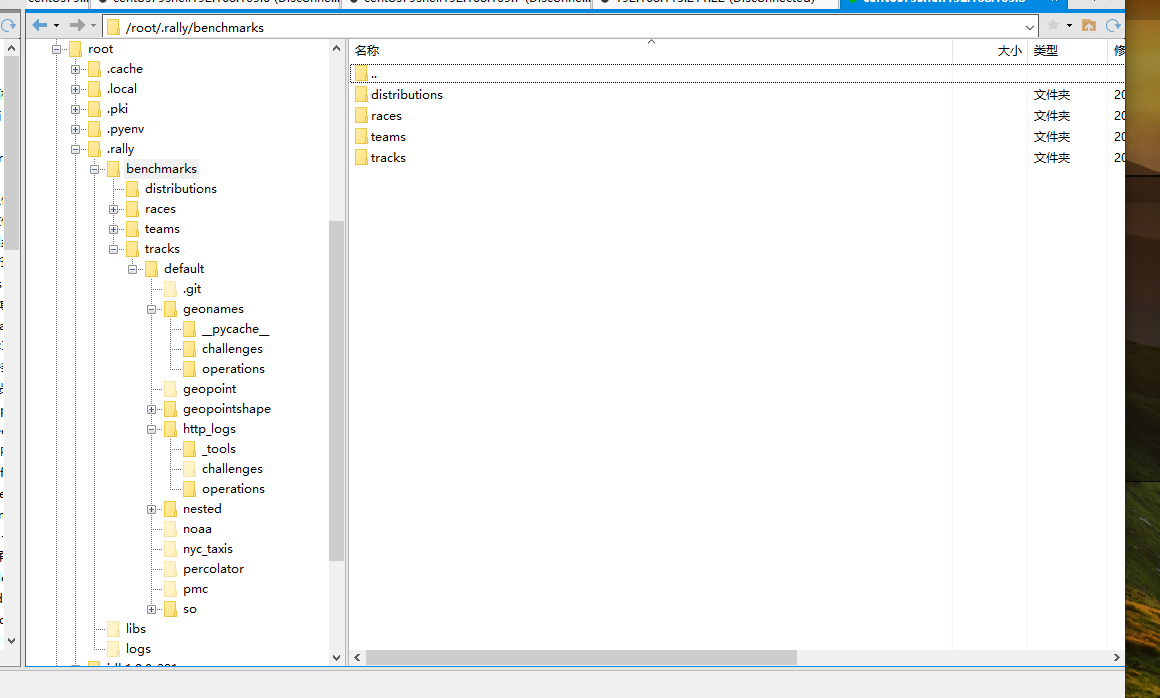 /root/.rally/benchmarks
root
.cache
.local
.pki
.pyenv
.rally
benchmarks
distributions
races
teams
tracks
default
.git
geonames
__pycache__
challenges
operations
geopoint
geopointshape
http_logs
_tools
challenges
operations
nested
noaa
nyc_taxis
percolator
pmc
so
libs
logs
名称 大小 类型
..
distributions 文件夹 20
races 文件夹 20
teams 文件夹 20
tracks 文件夹 20